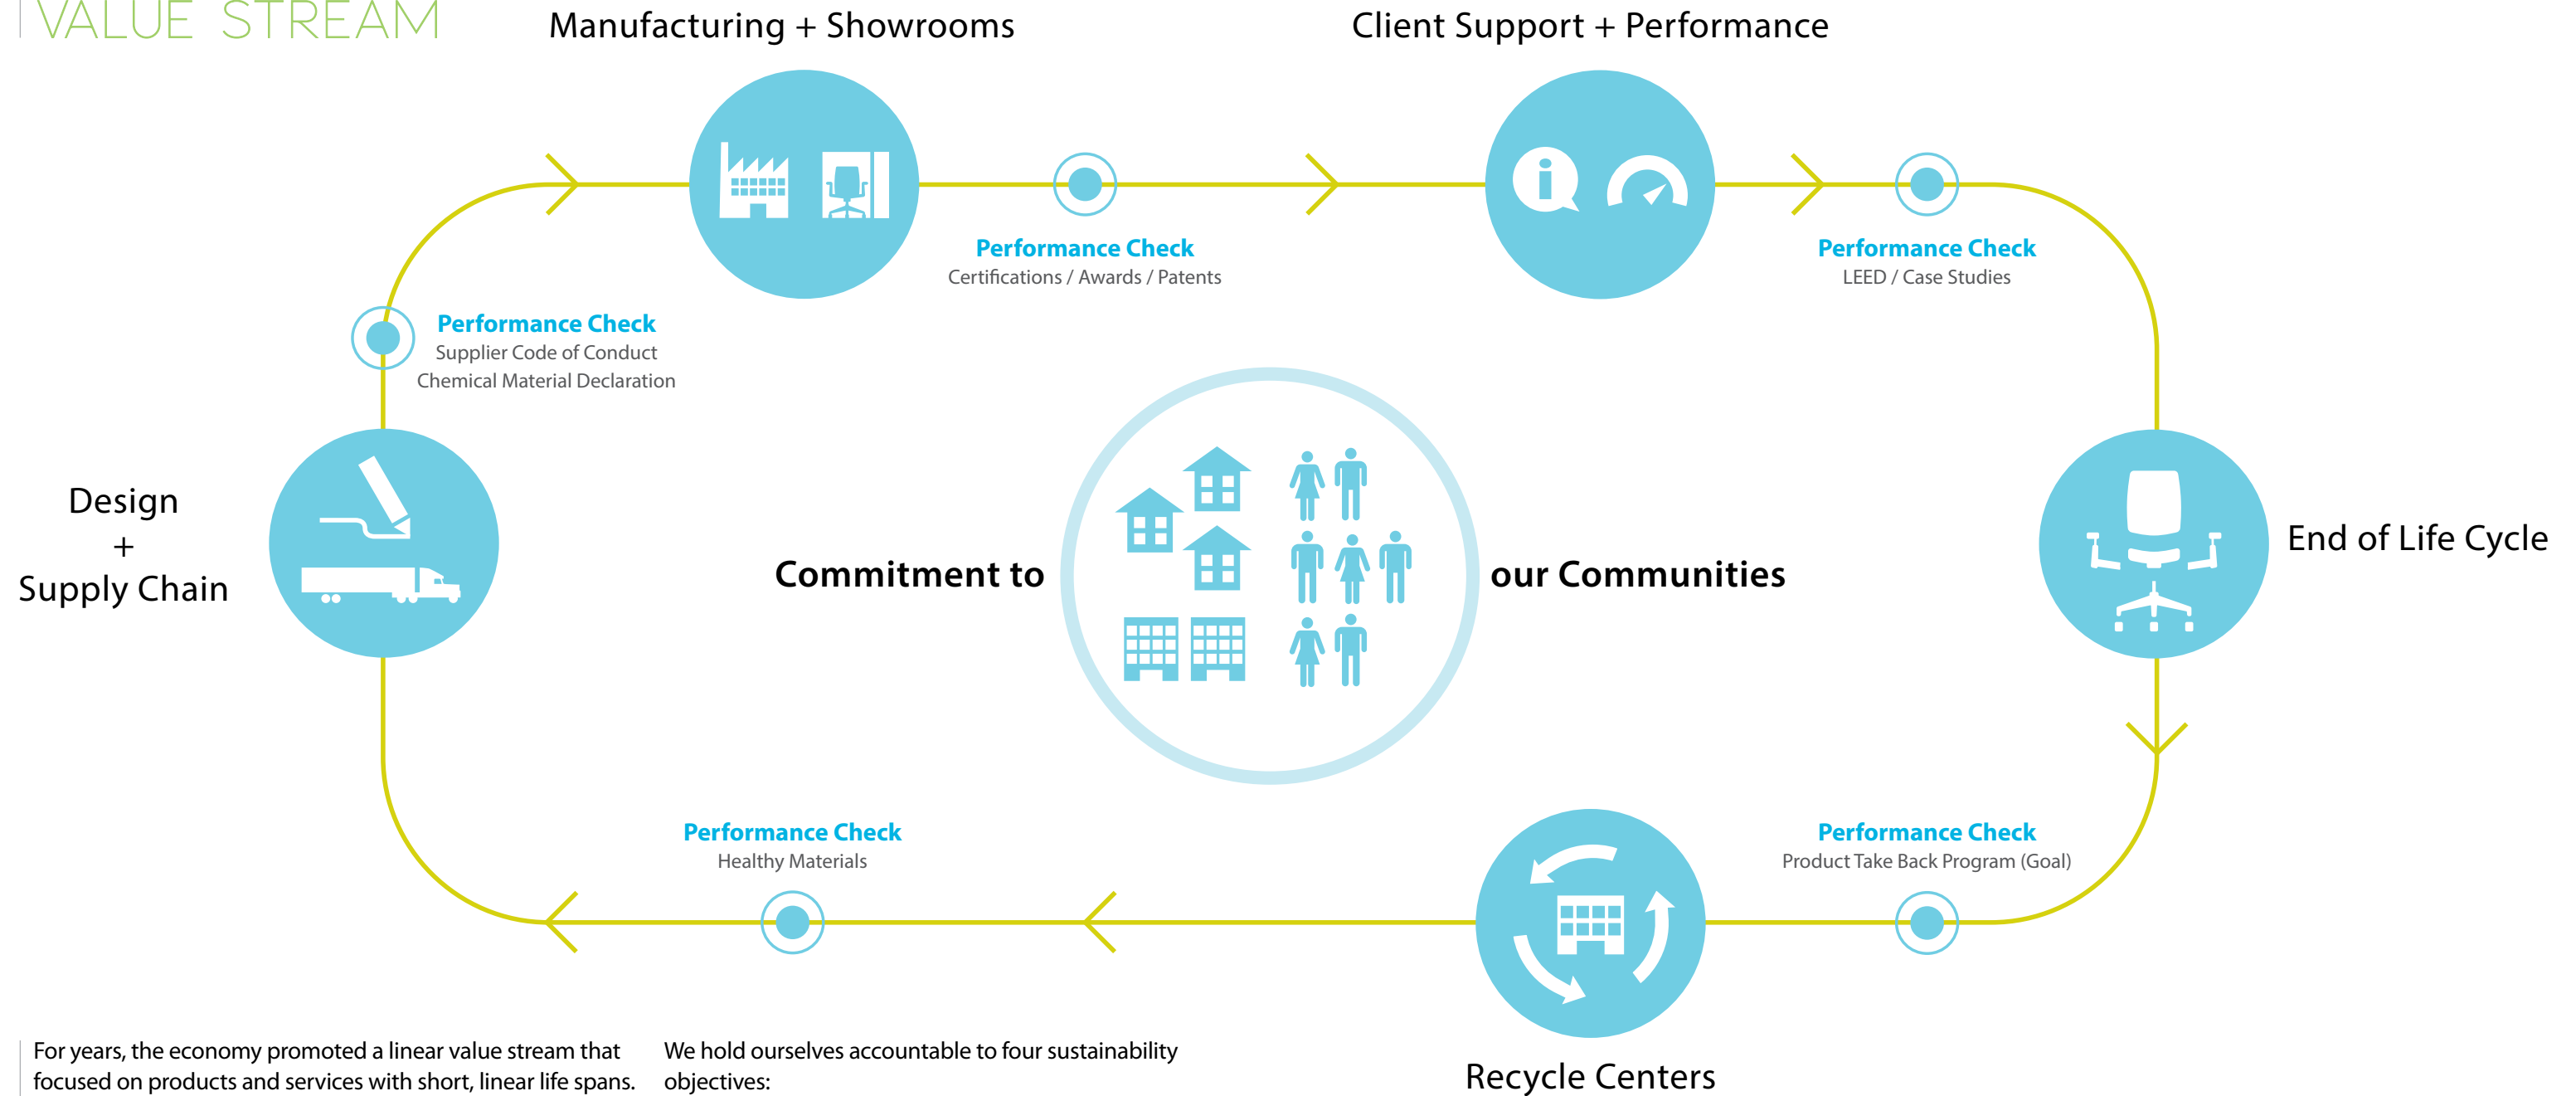 VALUE STREAM
Manufacturing + Showrooms
Client Support + Performance
Performance Check
Certifications / Awards / Patents
Performance Check
LEED / Case Studies
Performance Check
Supplier Code of Conduct
Chemical Material Declaration
Design
+
Supply Chain
Commitment to
our Communities
End of Life Cycle
Performance Check
Healthy Materials
Performance Check
Product Take Back Program (Goal)
Recycle Centers
For years, the economy promoted a linear value stream that
focused on products and services with short, linear life spans.
We hold ourselves accountable to four sustainability
objectives: